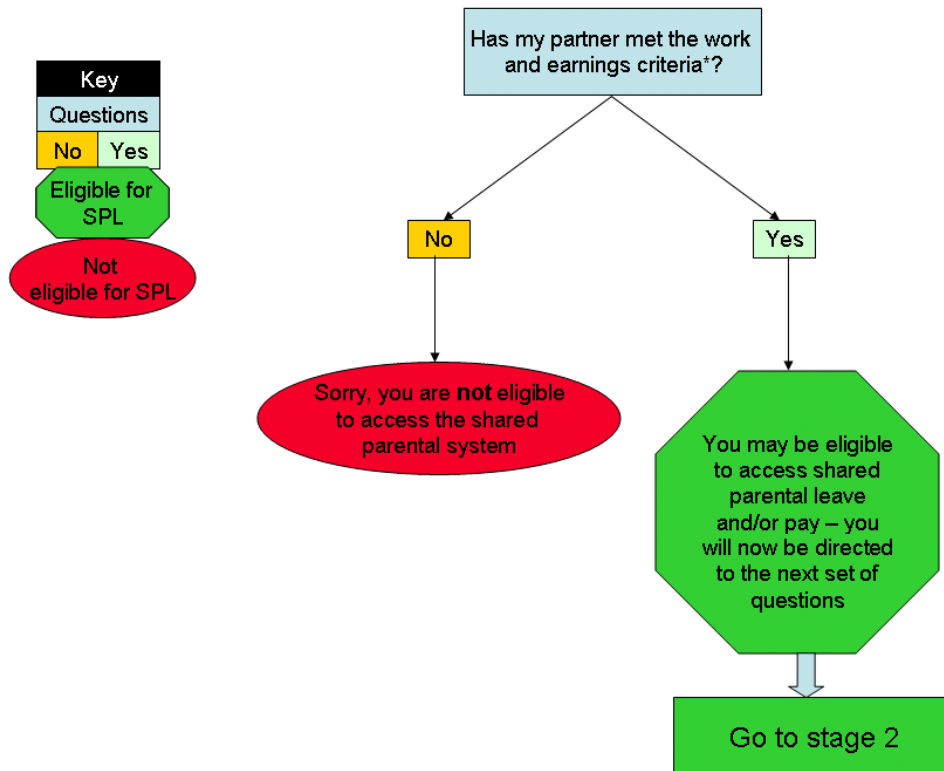 Has my partner met the work
and earnings criteria*?
Key
Questions
No Yes
Eligible for
SPL
Not
eligible for SPL
No
Yes
Sorry, you are not eligible
to access the shared
parental system
You may be eligible
to access shared
parental leave
and/or pay – you
will now be directed
to the next set of
questions
Go to stage 2